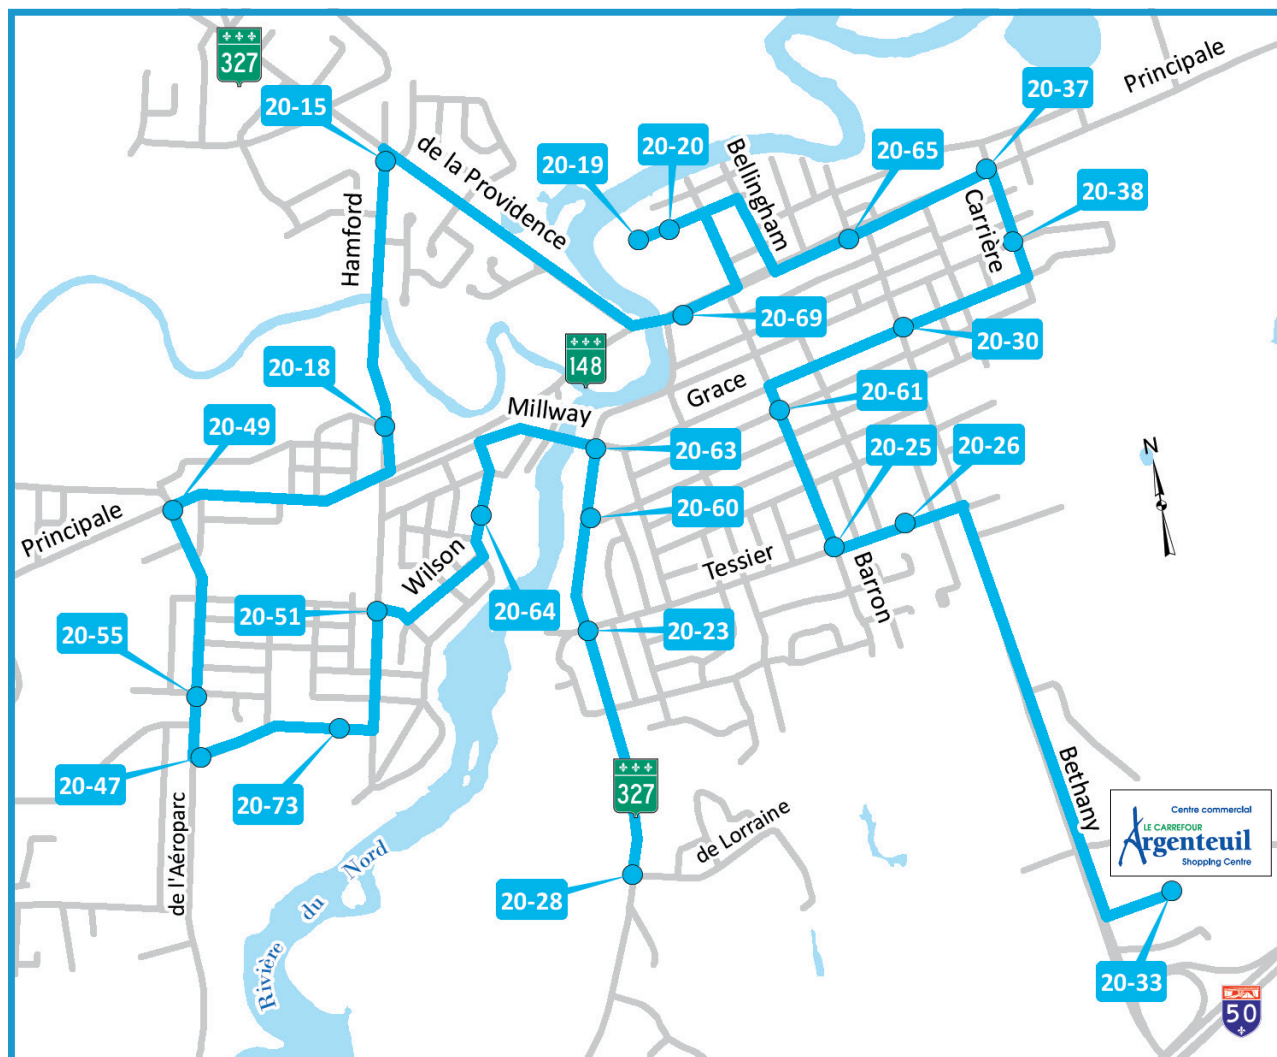 327
20-15
20-37
Principale
de la Providence
20-19
20-20
Bellingham
20-65
Carrière
20-38
Hamford
20-69
20-30
148
20-18
Grace
Millway
20-61
20-49
20-63
20-25
20-26
Principale
20-60
Tessier
Wilson
Barron
20-51
20-64
20-23
20-55
20-47
20-73
327
Bethany
de Lorraine
Centre commercial
LE CARREFOUR
Argenteuil
Shopping Centre
de l'Aéroparc
20-28
Rivière du Nord
20-33
50
N